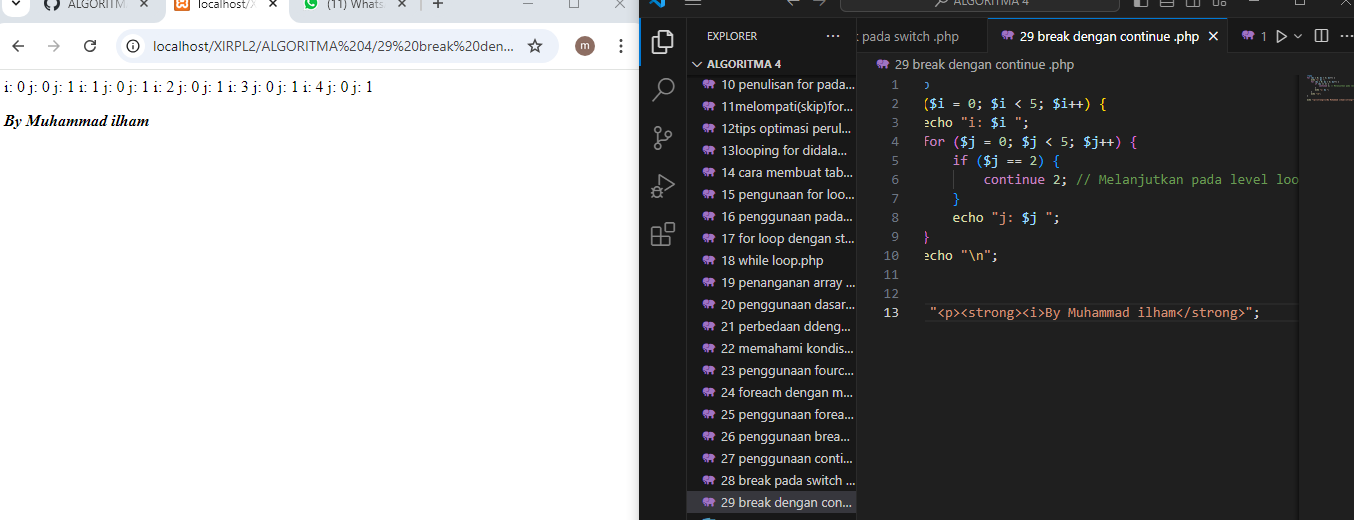 ALGORITM
localhost/X
(11) Whats
localhost/XIRPL2/ALGORITMA%204/29%20break%20den...
m
i: 0 j: 0 j: 1 i: 1 j: 0 j: 1 i: 2 j: 0 j: 1 i: 3 j: 0 j: 1 i: 4 j: 0 j: 1
By Muhammad ilham
ALGORITMA 4
EXPLORER
ALGORITMA 4
10 penulisan for pada...
11melompati(skip)for...
12tips optimasi perul...
13looping for didala...
14 cara membuat tab...
15 pengunaan for loo...
16 penggunaan pada...
17 for loop dengan st...
18 while loop.php
19 penanganan array ...
20 penggunaan dasar...
21 perbedaan ddeng...
22 memahami kondis...
23 penggunaan fourc...
24 foreach dengan m...
25 penggunaan forea...
26 penggunaan brea...
27 penggunaan conti...
28 break pada switch ...
29 break dengan con...
pada switch .php
29 break dengan continue .php
1
29 break dengan continue .php
1
2 ($i = 0; $i < 5; $i++) {
3 echo "i: $i ";
4 for ($j = 0; $j < 5; $j++) {
5 if ($j == 2) {
6 continue 2; // Melanjutkan pada level loo
7 }
8 echo "j: $j ";
9 }
10 echo "\n";
11
12
13 "<p><strong><i>By Muhammad ilham</strong>";